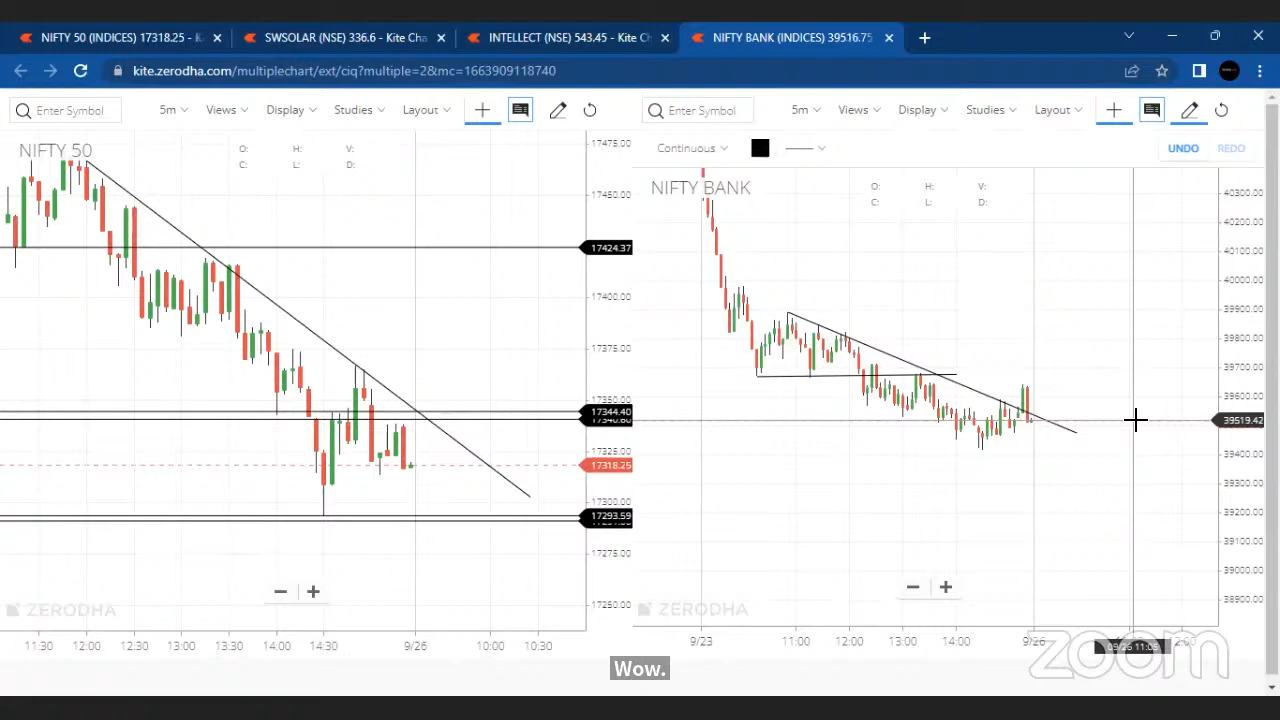 NIFTY 50 (INDICES) 17318.25 -
SWSOLAR (NSE) 336.6 - Kite Cha
INTELLECT (NSE) 543.45 - Kite Ch
NIFTY BANK (INDICES) 39516.75
kite.zerodha.com/multiplechart/ext/ciq?multiple=2&mc=1663909118740
Enter Symbol 5m Views Display Studies Layout
Enter Symbol 5m Views Display Studies Layout
Continuous UNDO REDO
NIFTY 50
O: H: V:
C: L: D:
NIFTY BANK
O: H: V:
C: L: D:
17475.00
17450.00
17424.37
17400.00
17375.00
17350.00
17344.40
17318.25
17300.00
17293.59
17275.00
17250.00
40300.00
40200.00
40100.00
40000.00
39900.00
39800.00
39700.00
39600.00
39519.42
39400.00
39300.00
39200.00
39100.00
39000.00
38900.00
ZERODHA
ZERODHA
11:30 12:00 12:30 13:00 13:30 14:00 14:30 9/26 10:00 10:30
9/23 11:00 12:00 13:00 14:00 9/26
09/26 11:05
zoom
Wow.